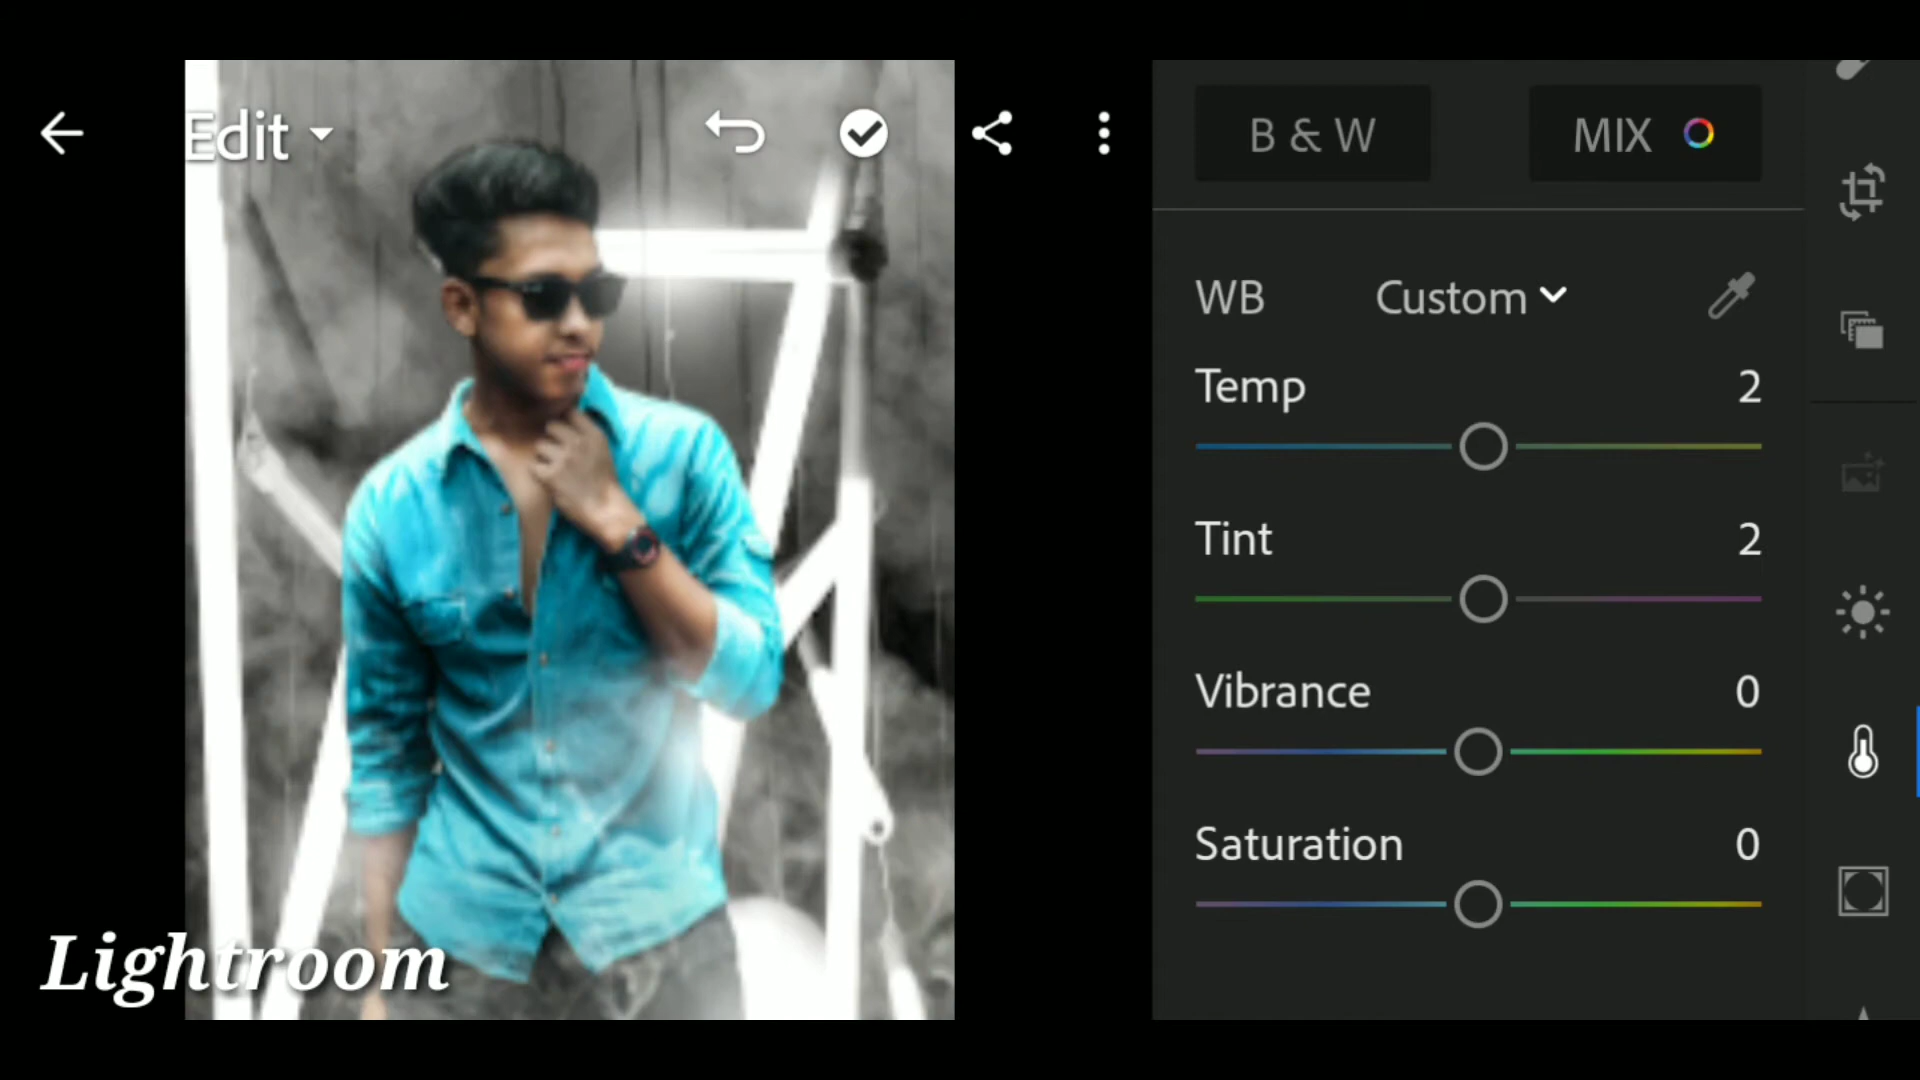 Edit
B & W
MIX
WB
Custom
Temp
2
Tint
2
Vibrance
0
Saturation
0
Lightroom